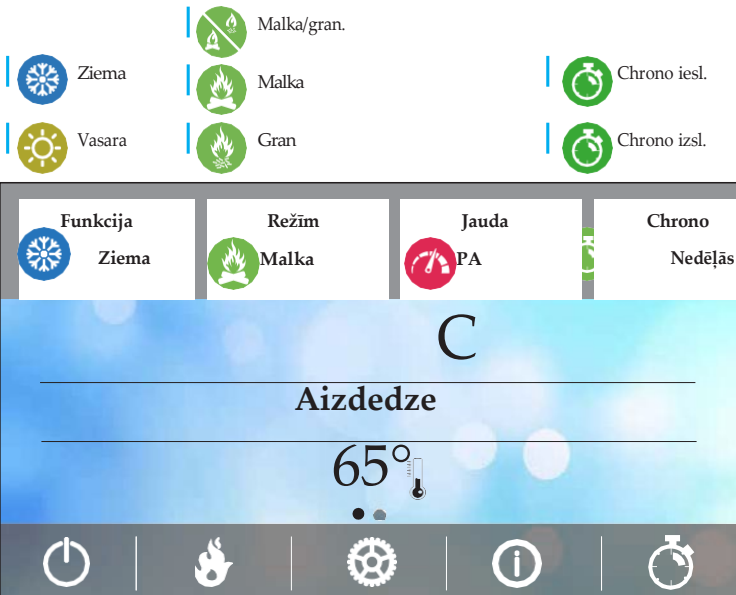 Malka/gran.
Ziema
Malka
Chrono iesl.
Vasara
Gran
Chrono izsl.
Funkcija
Režīm
Jauda
Chrono
Ziema
Malka
PA
Nedēļās
C
Aizdedze
65°